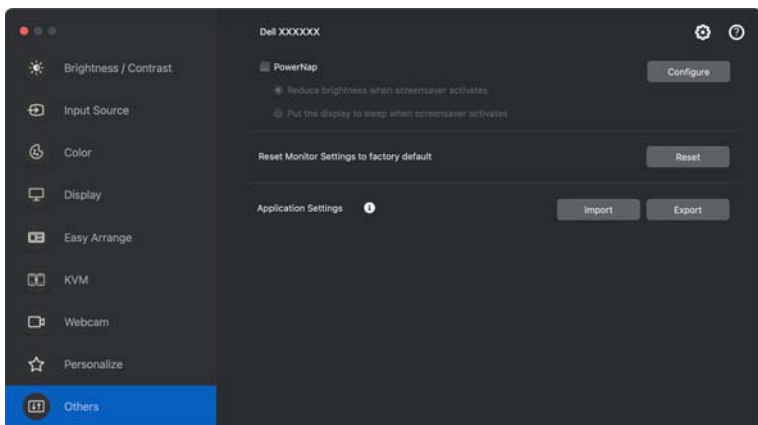 Dell XXXXXX
Brightness / Contrast
Input Source
Color
Display
Easy Arrange
KVM
Webcam
Personalize
Others
PowerNap
Configure
Reduce brightness when screensaver activates
Put the display to sleep when screensaver activates
Reset Monitor Settings to factory default
Reset
Application Settings
Import
Export